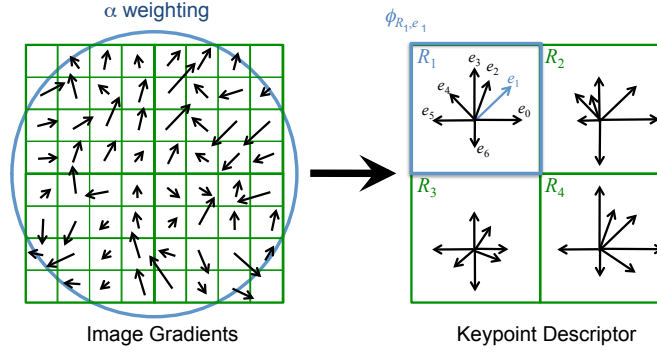 α weighting
ϕ_{R_1,e_1}
R_1
R_2
e_3
e_2
e_1
e_4
e_5
e_0
e_6
R_3
R_4
Image Gradients
Keypoint Descriptor